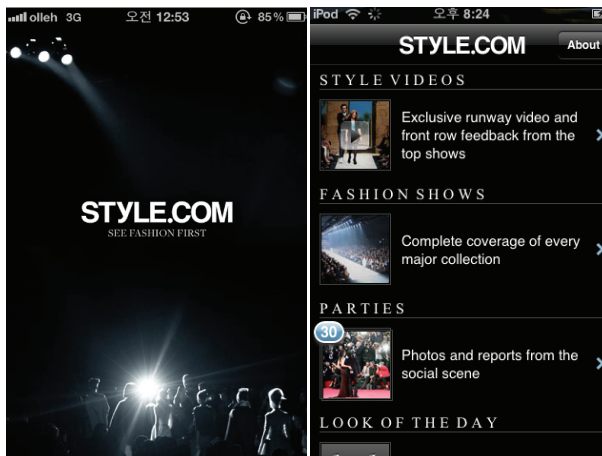 olleh 3G 오전 12:53 85%
STYLE.COM
SEE FASHION FIRST
iPod 오후 8:24
STYLE.COM About
STYLE VIDEOS
Exclusive runway video and
front row feedback from the
top shows
FASHION SHOWS
Complete coverage of every
major collection
PARTIES
30
Photos and reports from the
social scene
LOOK OF THE DAY